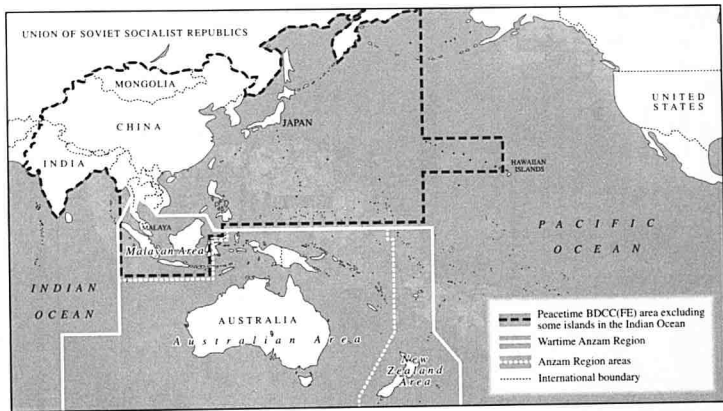 UNION OF SOVIET SOCIALIST REPUBLICS
MONGOLIA
CHINA
JAPAN
INDIA
UNITED
STATES
HAWAIIAN
ISLANDS
MALAYA
Malayan Area
PACIFIC
OCEAN
INDIAN
OCEAN
AUSTRALIA
Australian Area
New
Zealand
Area
Peacetime BDCC(FE) area excluding
some islands in the Indian Ocean
Wartime Anzam Region
Anzam Region areas
International boundary